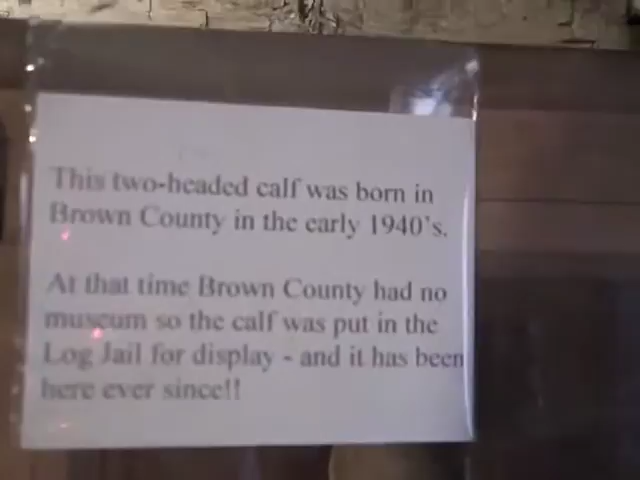 This two-headed calf was born in
Brown County in the early 1940's.
At that time Brown County had no
museum so the calf was put in the
Log Jail for display - and it has been
here ever since!!